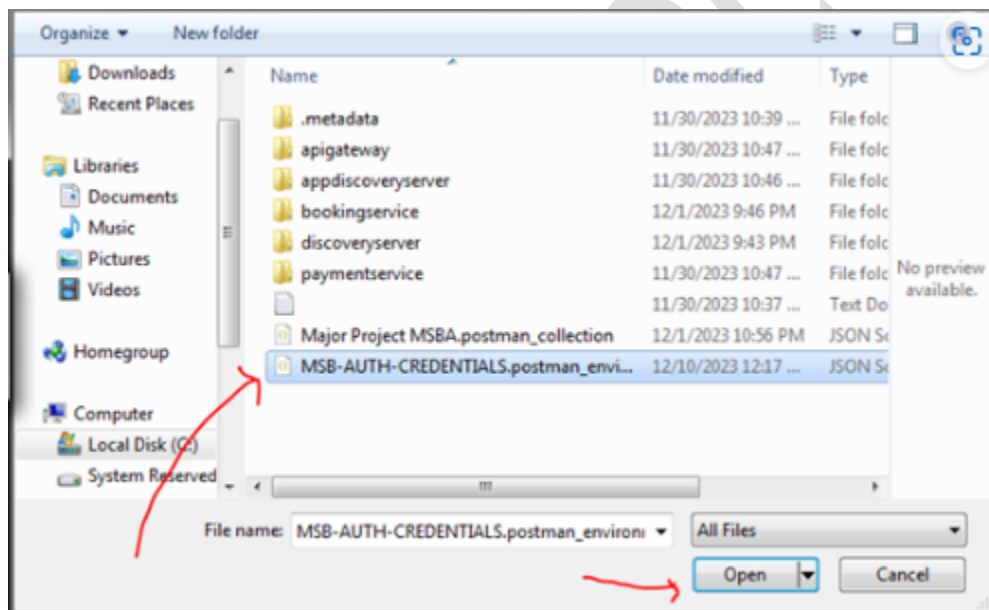 Organize New folder
Downloads
Recent Places
Libraries
Documents
Music
Pictures
Videos
Homegroup
Computer
Local Disk (C:)
System Reserved
Name Date modified Type
.metadata 11/30/2023 10:39 ... File folc
apigateway 11/30/2023 10:47 ... File folc
appdiscoveryserver 11/30/2023 10:46 ... File folc
bookingservice 12/1/2023 9:46 PM File folc
discoveryserver 12/1/2023 9:43 PM File folc
paymentservice 11/30/2023 10:47 ... File folc
11/30/2023 10:37 ... Text Do
Major Project MSBA.postman_collection 12/1/2023 10:56 PM JSON Sc
MSB-AUTH-CREDENTIALS.postman_envi... 12/10/2023 12:17 ... JSON Sc
No preview
available.
File name: MSB-AUTH-CREDENTIALS.postman_environi All Files
Open Cancel